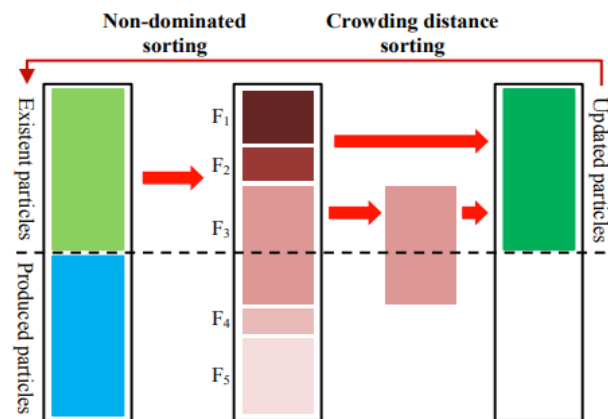 Non-dominated
sorting
Crowding distance
sorting
Existent particles
Produced particles
F1
F2
F3
F4
F5
Updated particles